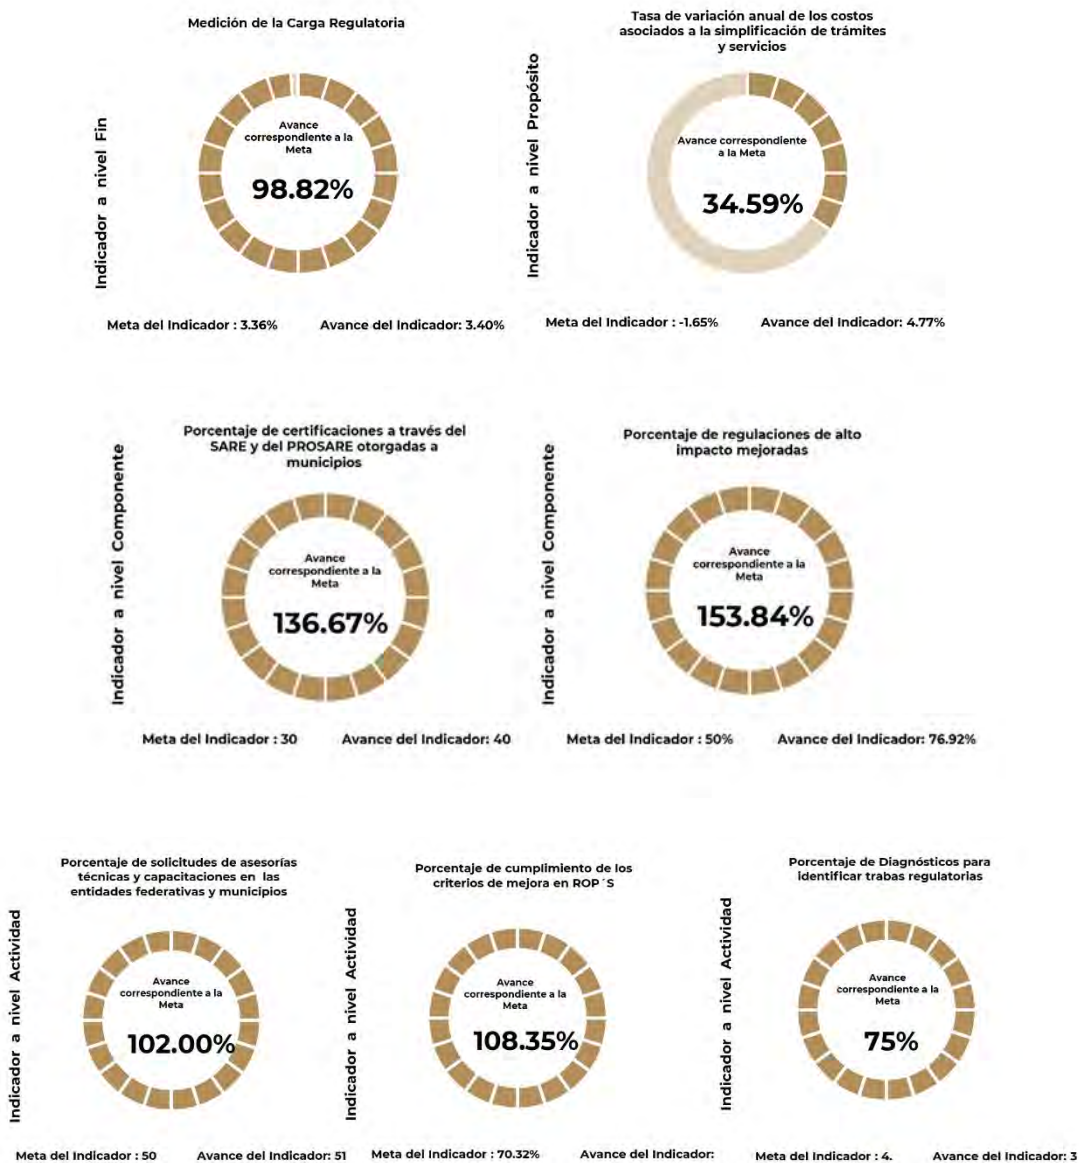 Medición de la Carga Regulatoria
Indicador a nivel Fin
Avance
correspondiente a la
Meta
98.82%
Meta del Indicador : 3.36%
Avance del Indicador: 3.40%
Tasa de variación anual de los costos
asociados a la simplificación de trámites
y servicios
Indicador a nivel Propósito
Avance correspondiente
a la Meta
34.59%
Meta del Indicador : -1.65%
Avance del Indicador: 4.77%
Porcentaje de certificaciones a través del
SARE y del PROSARE otorgadas a
municipios
Indicador a nivel Componente
Avance
correspondiente a la
Meta
136.67%
Meta del Indicador : 30
Avance del Indicador: 40
Porcentaje de regulaciones de alto
impacto mejoradas
Indicador a nivel Componente
Avance
correspondiente a la
Meta
153.84%
Meta del Indicador : 50%
Avance del Indicador: 76.92%
Porcentaje de solicitudes de asesorías
técnicas y capacitaciones en las
entidades federativas y municipios
Indicador a nivel Actividad
Avance
correspondiente a la
Meta
102.00%
Meta del Indicador : 50
Avance del Indicador: 51
Porcentaje de cumplimiento de los
criterios de mejora en ROP´S
Indicador a nivel Actividad
Avance
correspondiente a la
Meta
108.35%
Meta del Indicador : 70.32%
Avance del Indicador:
Porcentaje de Diagnósticos para
identificar trabas regulatorias
Indicador a nivel Actividad
Avance
correspondiente a la
Meta
75%
Meta del Indicador : 4.
Avance del Indicador: 3